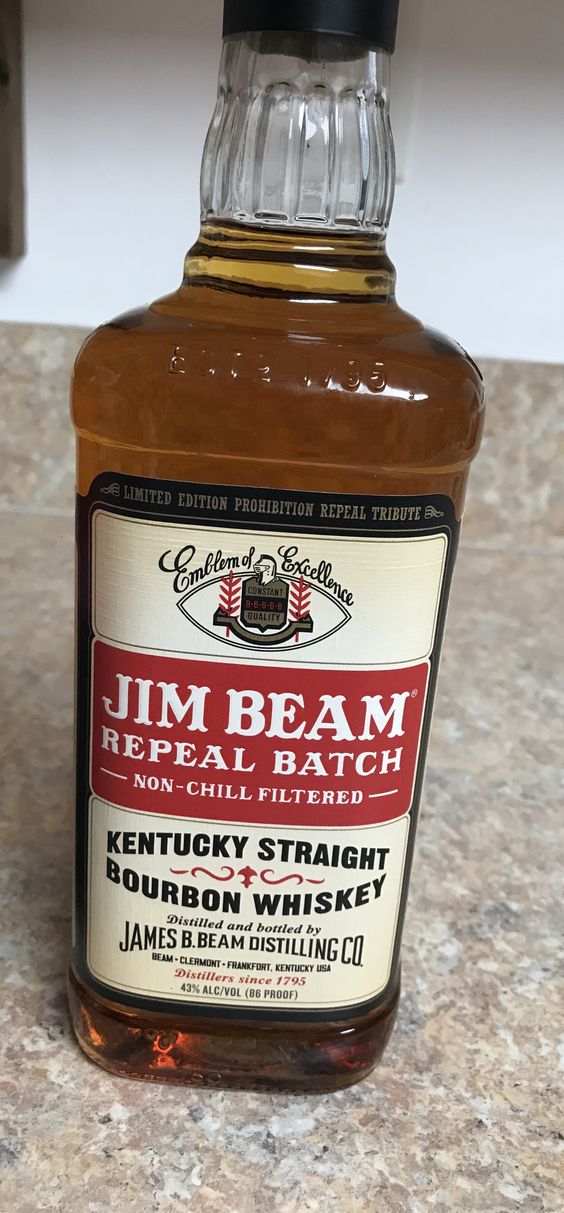 ESTD 1795
LIMITED EDITION PROHIBITION REPEAL TRIBUTE
Emblem of Excellence
CONSTANT
B·B·B·B·B
QUALITY
JIM BEAM®
REPEAL BATCH
NON-CHILL FILTERED
KENTUCKY STRAIGHT
BOURBON WHISKEY
Distilled and bottled by
JAMES B. BEAM DISTILLING CO.
BEAM • CLERMONT • FRANKFORT, KENTUCKY USA
Distillers since 1795
43% ALC/VOL (86 PROOF)